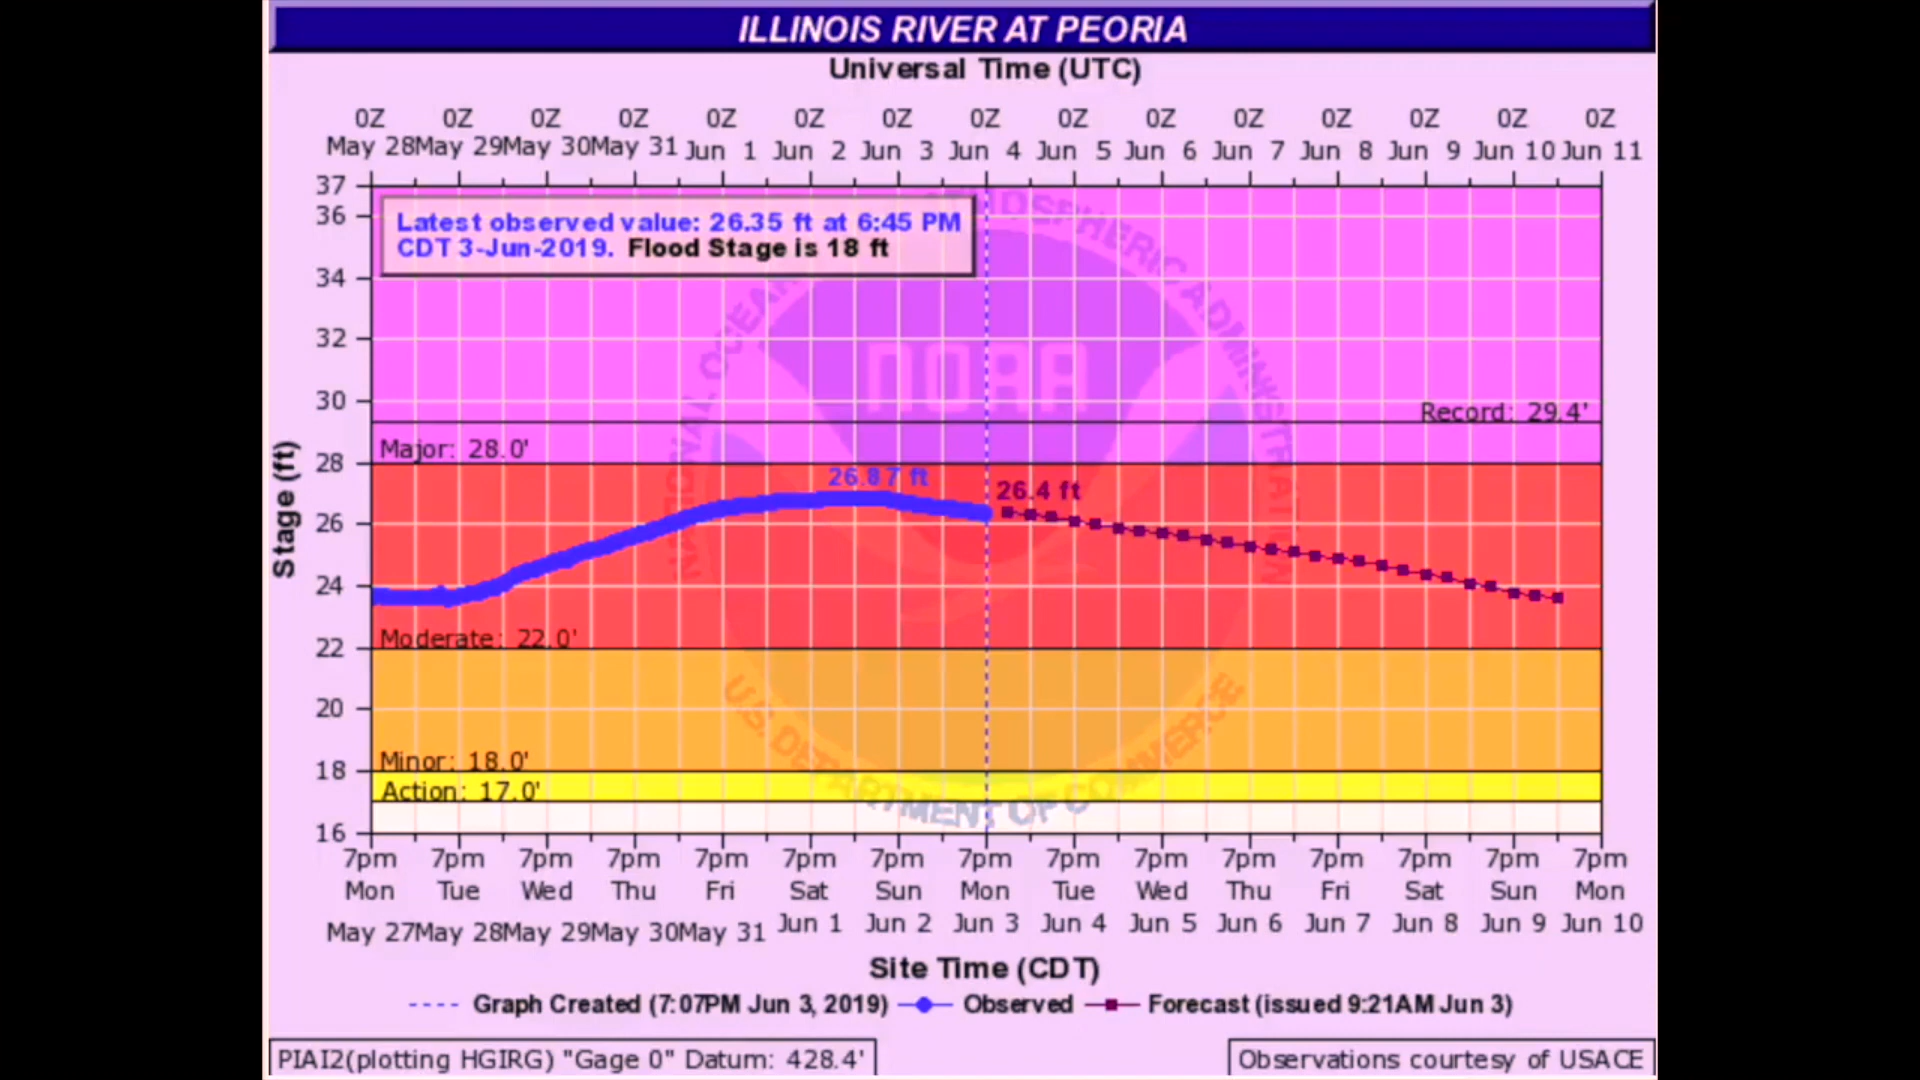 ILLINOIS RIVER AT PEORIA
Universal Time (UTC)
0Z 0Z 0Z 0Z 0Z 0Z 0Z 0Z 0Z 0Z 0Z 0Z 0Z 0Z 0Z
May 28 May 29 May 30 May 31 Jun 1 Jun 2 Jun 3 Jun 4 Jun 5 Jun 6 Jun 7 Jun 8 Jun 9 Jun 10 Jun 11
37
36
34
32
30
28
26
24
22
20
18
16
Stage (ft)
Latest observed value: 26.35 ft at 6:45 PM
CDT 3-Jun-2019. Flood Stage is 18 ft
NATIONAL OCEANIC AND ATMOSPHERIC ADMINISTRATION
NOAA
U.S. DEPARTMENT OF COMMERCE
Record: 29.4'
Major: 28.0'
26.87 ft
26.4 ft
Moderate: 22.0'
Minor: 18.0'
Action: 17.0'
7pm 7pm 7pm 7pm 7pm 7pm 7pm 7pm 7pm 7pm 7pm 7pm 7pm 7pm 7pm
Mon Tue Wed Thu Fri Sat Sun Mon Tue Wed Thu Fri Sat Sun Mon
May 27 May 28 May 29 May 30 May 31 Jun 1 Jun 2 Jun 3 Jun 4 Jun 5 Jun 6 Jun 7 Jun 8 Jun 9 Jun 10
Site Time (CDT)
Graph Created (7:07PM Jun 3, 2019) Observed Forecast (issued 9:21AM Jun 3)
PIAI2(plotting HGIRG) "Gage 0" Datum: 428.4'
Observations courtesy of USACE